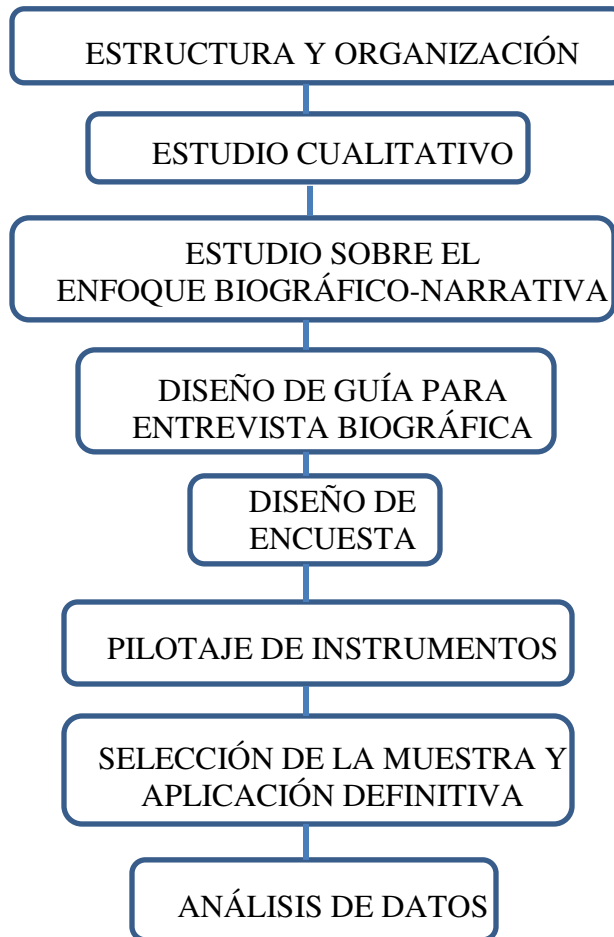 ESTRUCTURA Y ORGANIZACIÓN
ESTUDIO CUALITATIVO
ESTUDIO SOBRE EL
ENFOQUE BIOGRÁFICO-NARRATIVA
DISEÑO DE GUÍA PARA
ENTREVISTA BIOGRÁFICA
DISEÑO DE
ENCUESTA
PILOTAJE DE INSTRUMENTOS
SELECCIÓN DE LA MUESTRA Y
APLICACIÓN DEFINITIVA
ANÁLISIS DE DATOS